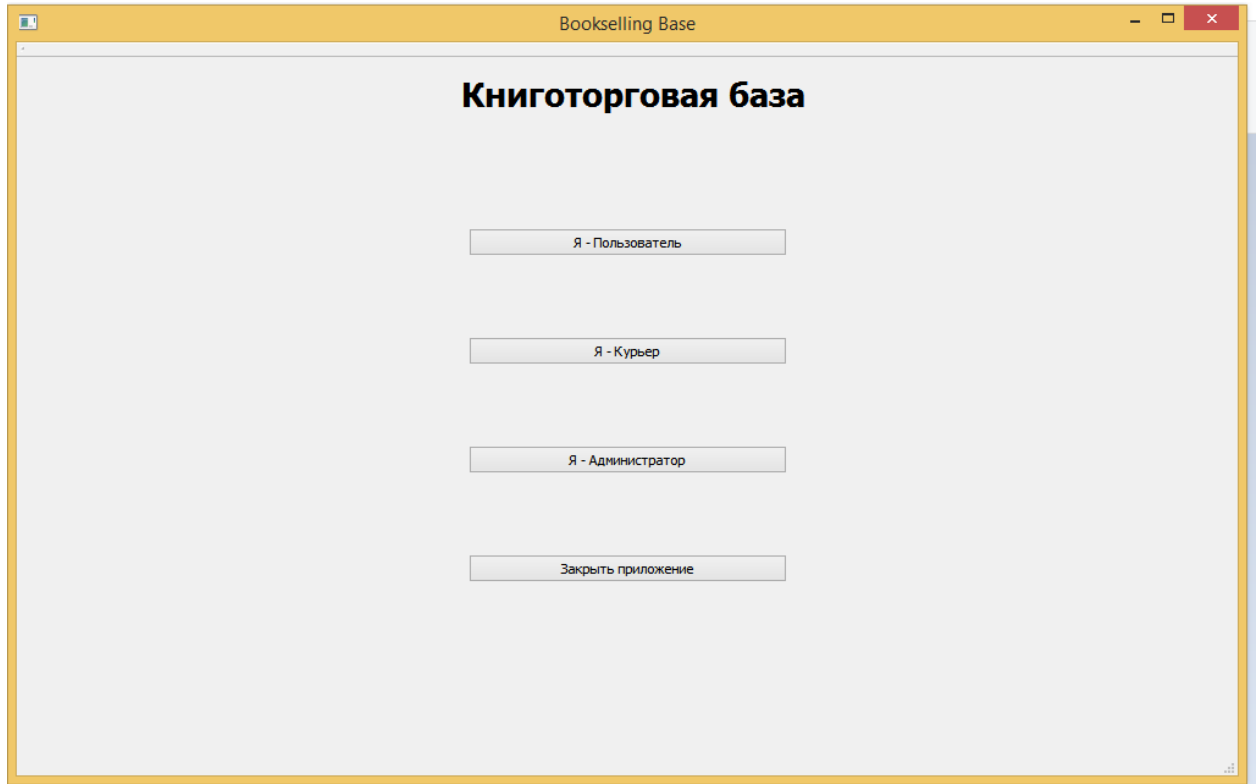 Bookselling Base
Книготорговая база
Я - Пользователь
Я - Курьер
Я - Администратор
Закрыть приложение